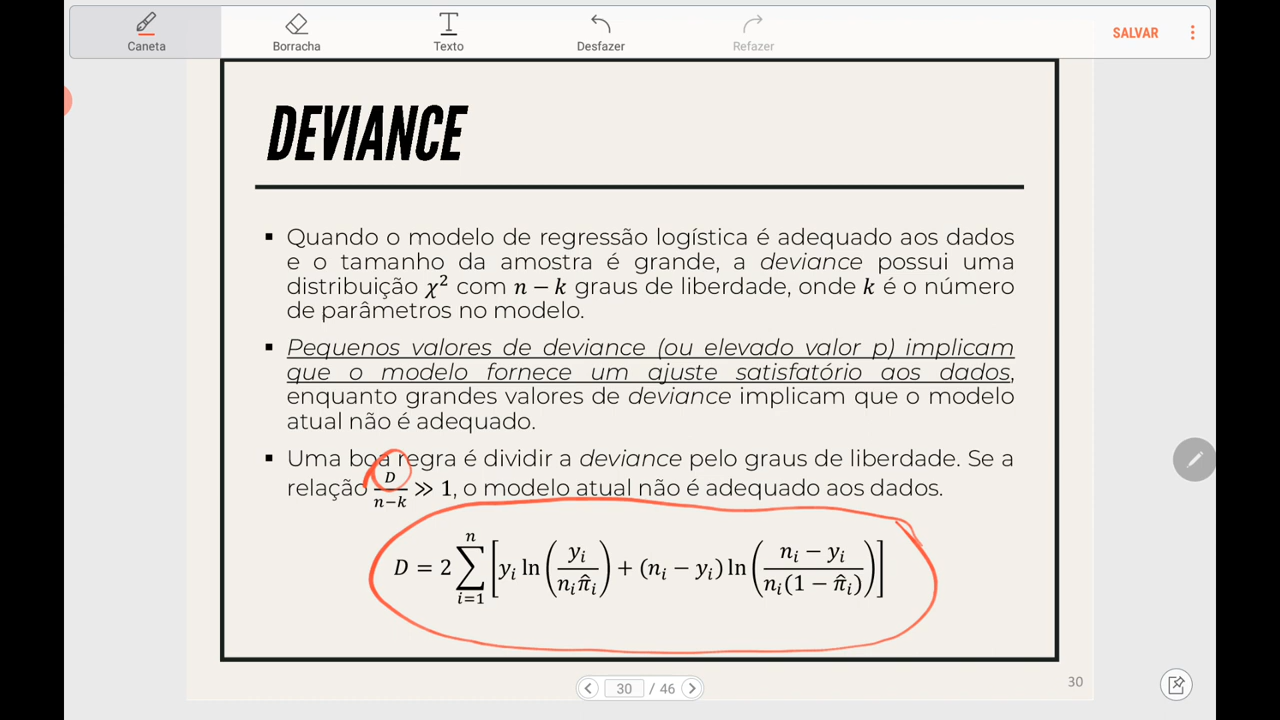 Caneta
Borracha
Texto
Desfazer
Refazer
SALVAR
DEVIANCE
▪ Quando o modelo de regressão logística é adequado aos dados
e o tamanho da amostra é grande, a deviance possui uma
distribuição χ² com n − k graus de liberdade, onde k é o número
de parâmetros no modelo.
▪ Pequenos valores de deviance (ou elevado valor p) implicam
que o modelo fornece um ajuste satisfatório aos dados,
enquanto grandes valores de deviance implicam que o modelo
atual não é adequado.
▪ Uma boa regra é dividir a deviance pelo graus de liberdade. Se a
relação D/(n−k) ≫ 1, o modelo atual não é adequado aos dados.
D = 2 ∑_{i=1}^{n} [y_i ln (y_i / (n_i π̂_i)) + (n_i − y_i) ln ((n_i − y_i) / (n_i(1 − π̂_i)))]
30
30 / 46